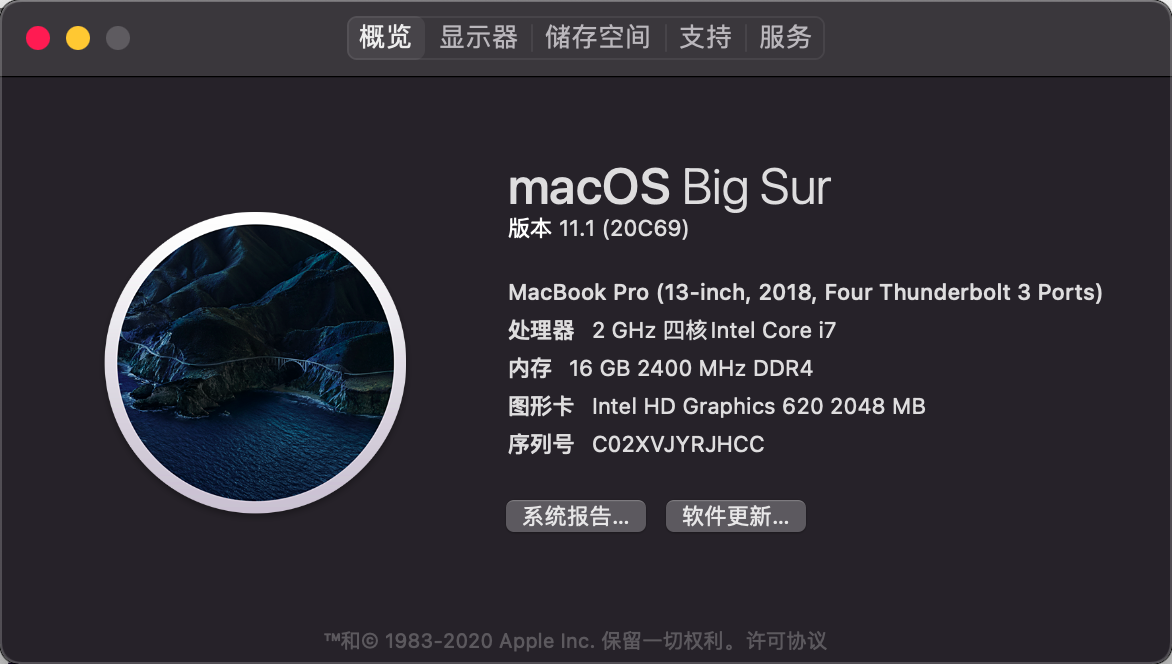 概览 显示器 储存空间 支持 服务
macOS Big Sur
版本 11.1 (20C69)
MacBook Pro (13-inch, 2018, Four Thunderbolt 3 Ports)
处理器 2 GHz 四核Intel Core i7
内存 16 GB 2400 MHz DDR4
图形卡 Intel HD Graphics 620 2048 MB
序列号 C02XVJYRJHCC
系统报告... 软件更新...
™和© 1983-2020 Apple Inc. 保留一切权利。许可协议